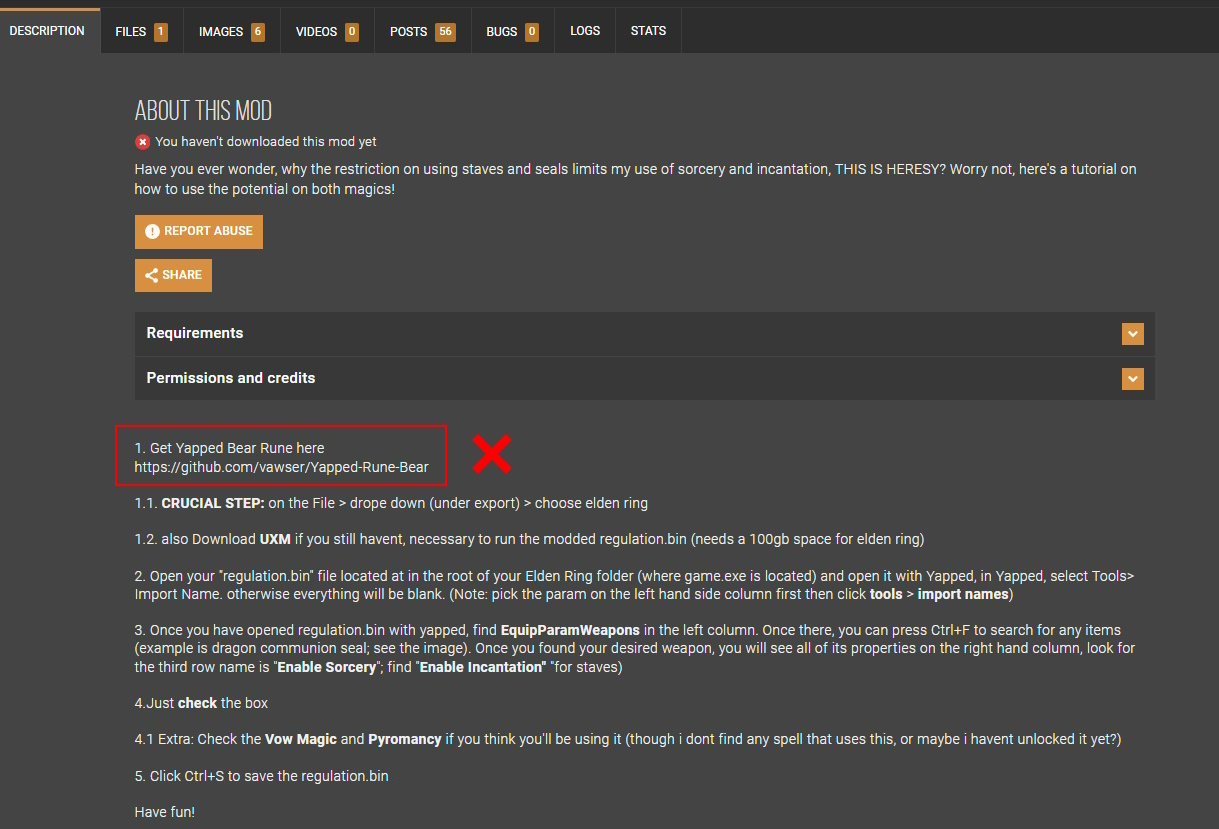 DESCRIPTION FILES 1 IMAGES 6 VIDEOS 0 POSTS 56 BUGS 0 LOGS STATS
ABOUT THIS MOD
You haven't downloaded this mod yet
Have you ever wonder, why the restriction on using staves and seals limits my use of sorcery and incantation, THIS IS HERESY? Worry not, here's a tutorial on
how to use the potential on both magics!
REPORT ABUSE
SHARE
Requirements
Permissions and credits
1. Get Yapped Bear Rune here
https://github.com/vawser/Yapped-Rune-Bear
1.1. CRUCIAL STEP: on the File > drope down (under export) > choose elden ring
1.2. also Download UXM if you still havent, necessary to run the modded regulation.bin (needs a 100gb space for elden ring)
2. Open your "regulation.bin" file located at in the root of your Elden Ring folder (where game.exe is located) and open it with Yapped, in Yapped, select Tools>
Import Name. otherwise everything will be blank. (Note: pick the param on the left hand side column first then click tools > import names)
3. Once you have opened regulation.bin with yapped, find EquipParamWeapons in the left column. Once there, you can press Ctrl+F to search for any items
(example is dragon communion seal; see the image). Once you found your desired weapon, you will see all of its properties on the right hand column, look for
the third row name is "Enable Sorcery"; find "Enable Incantation" "for staves)
4.Just check the box
4.1 Extra: Check the Vow Magic and Pyromancy if you think you'll be using it (though i dont find any spell that uses this, or maybe i havent unlocked it yet?)
5. Click Ctrl+S to save the regulation.bin
Have fun!